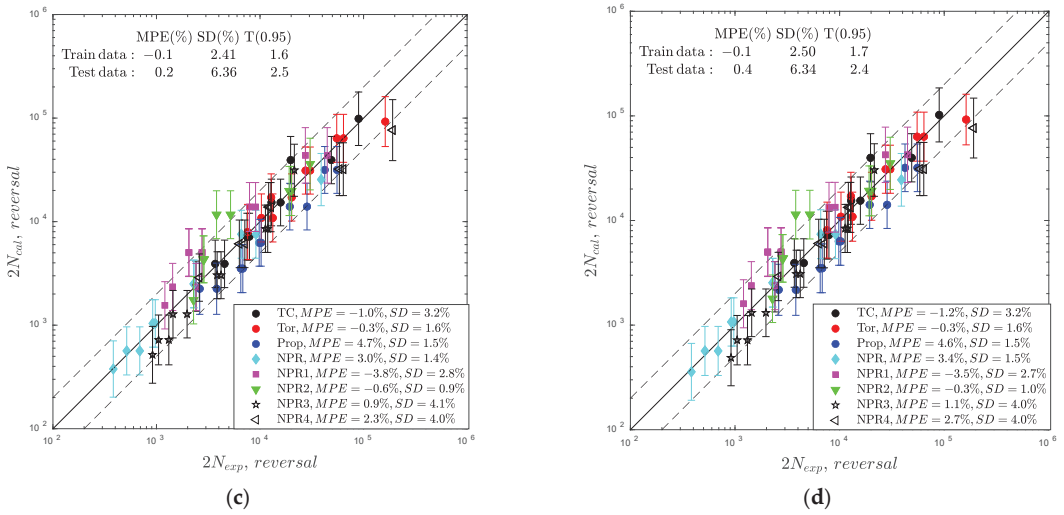 10^6
MPE(%) SD(%) T(0.95)
Train data : −0.1 2.41 1.6
Test data : 0.2 6.36 2.5
10^5
2N_cal, reversal
10^4
10^3
10^2
TC, MPE = −1.0%, SD = 3.2%
Tor, MPE = −0.3%, SD = 1.6%
Prop, MPE = 4.7%, SD = 1.5%
NPR, MPE = 3.0%, SD = 1.4%
NPR1, MPE = −3.8%, SD = 2.8%
NPR2, MPE = −0.6%, SD = 0.9%
NPR3, MPE = 0.9%, SD = 4.1%
NPR4, MPE = 2.3%, SD = 4.0%
10^2 10^3 10^4 10^5 10^6
2N_exp, reversal
(c)
10^6
MPE(%) SD(%) T(0.95)
Train data : −0.1 2.50 1.7
Test data : 0.4 6.34 2.4
10^5
2N_cal, reversal
10^4
10^3
10^2
TC, MPE = −1.2%, SD = 3.2%
Tor, MPE = −0.3%, SD = 1.6%
Prop, MPE = 4.6%, SD = 1.5%
NPR, MPE = 3.4%, SD = 1.5%
NPR1, MPE = −3.5%, SD = 2.7%
NPR2, MPE = −0.3%, SD = 1.0%
NPR3, MPE = 1.1%, SD = 4.0%
NPR4, MPE = 2.7%, SD = 4.0%
10^2 10^3 10^4 10^5 10^6
2N_exp, reversal
(d)